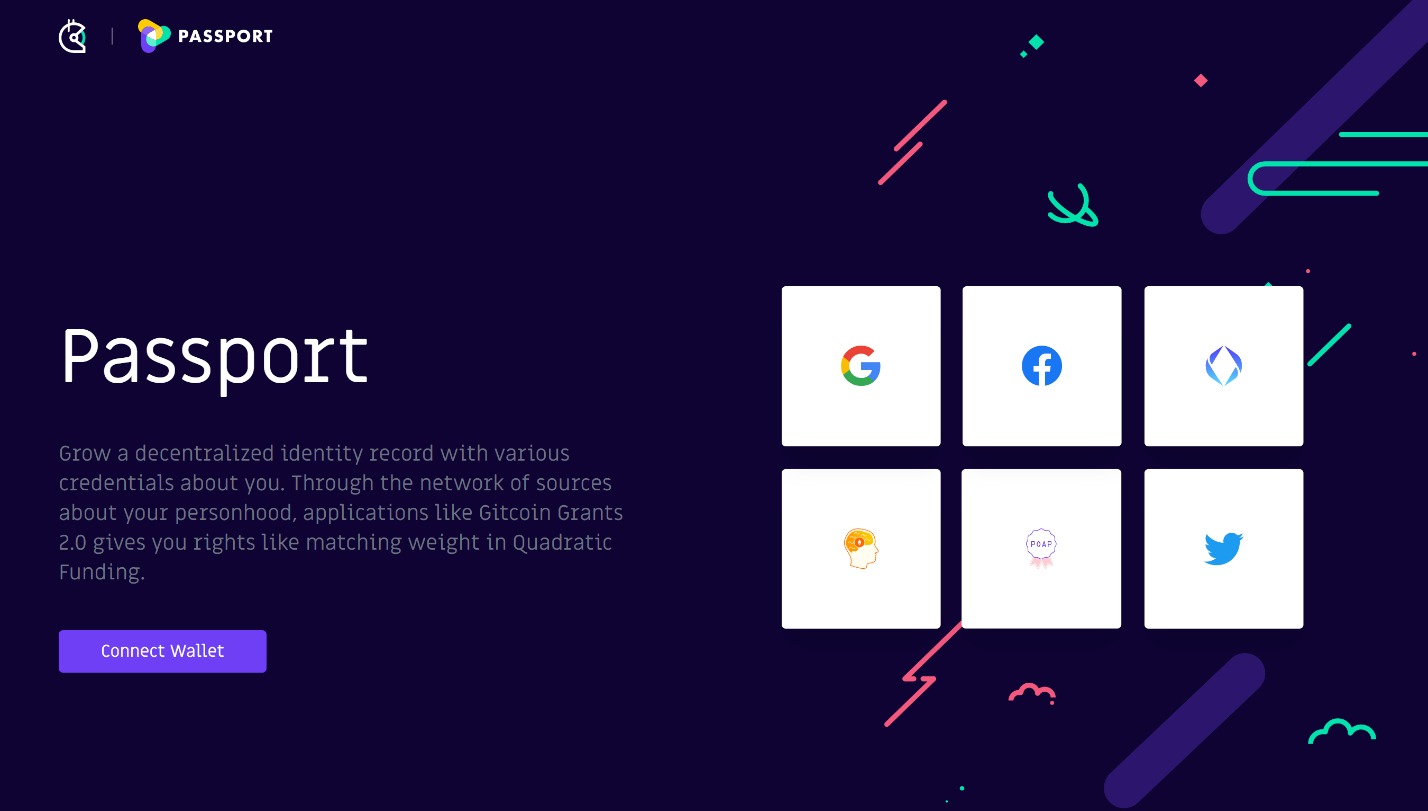 PASSPORT
Passport
Grow a decentralized identity record with various
credentials about you. Through the network of sources
about your personhood, applications like Gitcoin Grants
2.0 gives you rights like matching weight in Quadratic
Funding.
Connect Wallet
POAP